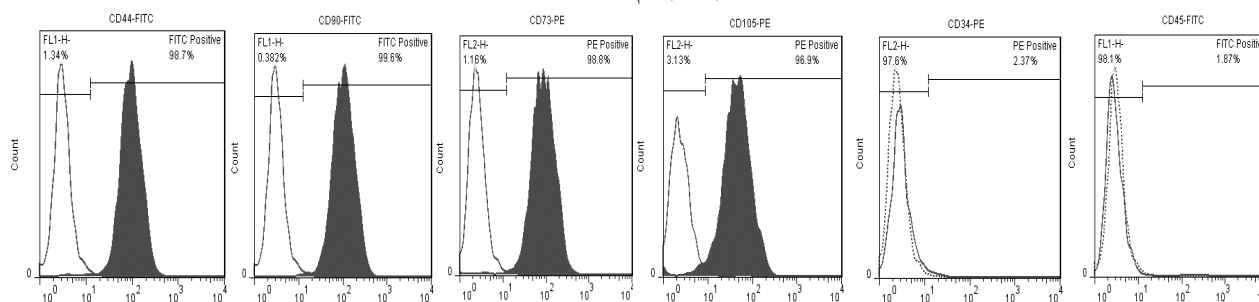 CD44-FITC
FL1-H-
1.34%
FITC Positive
98.7%
Count
0
10^0 10^1 10^2 10^3 10^4
CD90-FITC
FL1-H-
0.382%
FITC Positive
99.6%
Count
0
10^0 10^1 10^2 10^3 10^4
CD73-PE
FL2-H-
1.16%
PE Positive
98.8%
Count
0
10^0 10^1 10^2 10^3 10^4
CD105-PE
FL2-H-
3.13%
PE Positive
96.9%
Count
0
10^0 10^1 10^2 10^3 10^4
CD34-PE
FL2-H-
97.6%
PE Positive
2.37%
Count
0
10^0 10^1 10^2 10^3 10^4
CD45-FITC
FL1-H-
98.1%
FITC Positive
1.87%
Count
0
10^0 10^1 10^2 10^3 10^4